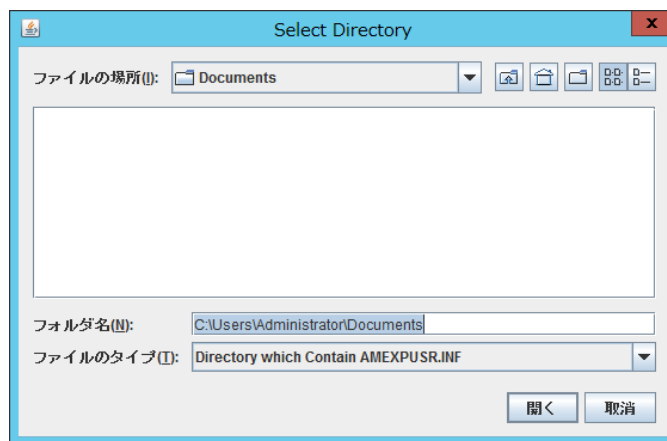 Select Directory
x
ファイルの場所(I): Documents
フォルダ名(N): C:\Users\Administrator\Documents
ファイルのタイプ(T): Directory which Contain AMEXPUSR.INF
開く 取消